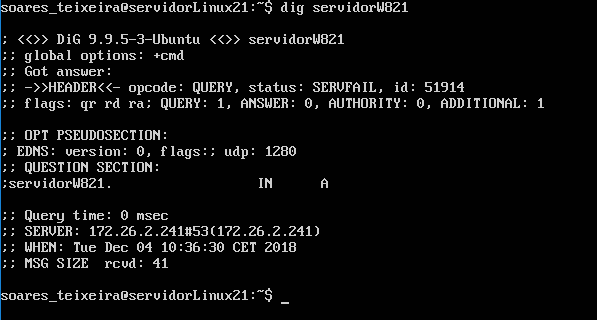 soares_teixeira@servidorLinux21:~$ dig servidorW821

; <<>> DiG 9.9.5-3-Ubuntu <<>> servidorW821
;; global options: +cmd
;; Got answer:
;; ->>HEADER<<- opcode: QUERY, status: SERVFAIL, id: 51914
;; flags: qr rd ra; QUERY: 1, ANSWER: 0, AUTHORITY: 0, ADDITIONAL: 1

;; OPT PSEUDOSECTION:
; EDNS: version: 0, flags:; udp: 1280
;; QUESTION SECTION:
;servidorW821.                  IN      A

;; Query time: 0 msec
;; SERVER: 172.26.2.241#53(172.26.2.241)
;; WHEN: Tue Dec 04 10:36:30 CET 2018
;; MSG SIZE  rcvd: 41

soares_teixeira@servidorLinux21:~$ _